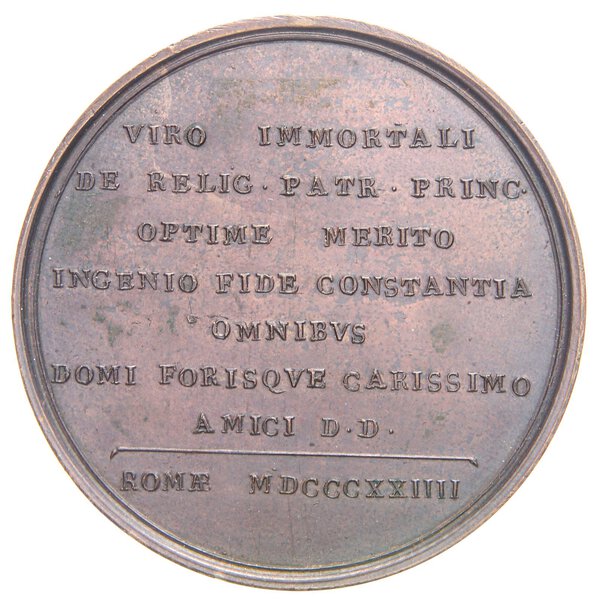 VIRO IMMORTALI
DE RELIG · PATR · PRINC ·
OPTIME MERITO
INGENIO FIDE CONSTANTIA
OMNIBVS
DOMI FORISQVE CARISSIMO
AMICI D · D ·
ROMÆ MDCCCXXIIII